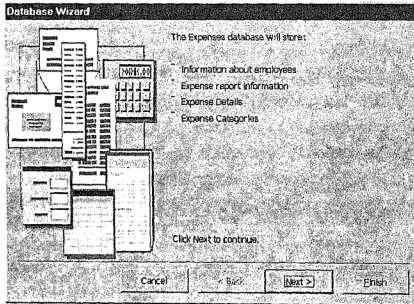 Database Wizard
The Expenses database will store:
- Information about employees
- Expense report information
- Expense Details
- Expense Categories
Click Next to continue.
Cancel
< Back
Next >
Finish